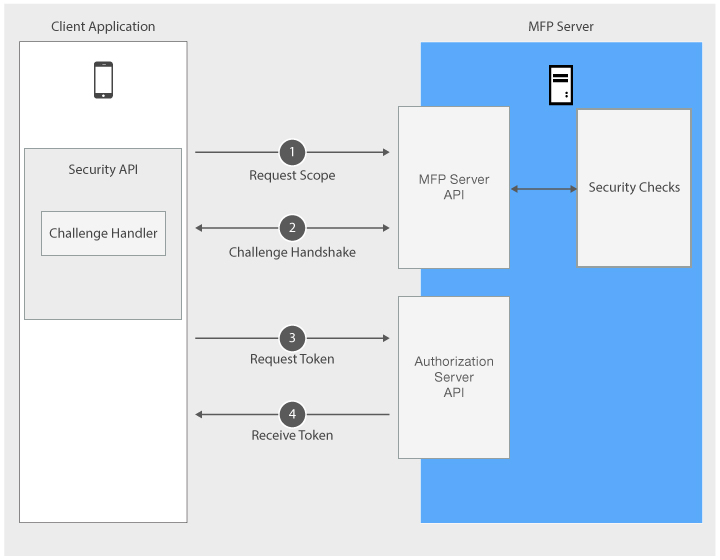 Client Application
MFP Server
Security API
Challenge Handler
1
Request Scope
2
Challenge Handshake
3
Request Token
4
Receive Token
MFP Server
API
Security Checks
Authorization
Server
API